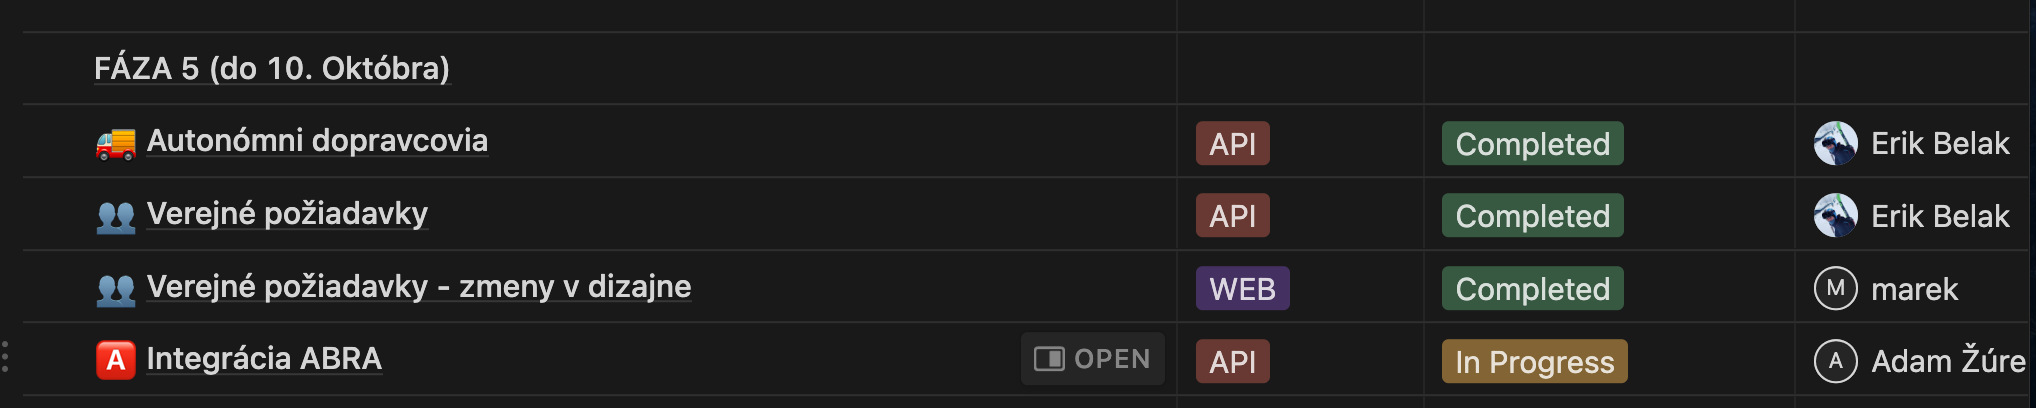 FÁZA 5 (do 10. Októbra)
Autonómni dopravcovia API Completed Erik Belak
Verejné požiadavky API Completed Erik Belak
Verejné požiadavky - zmeny v dizajne WEB Completed M marek
A Integrácia ABRA OPEN API In Progress A Adam Žúre